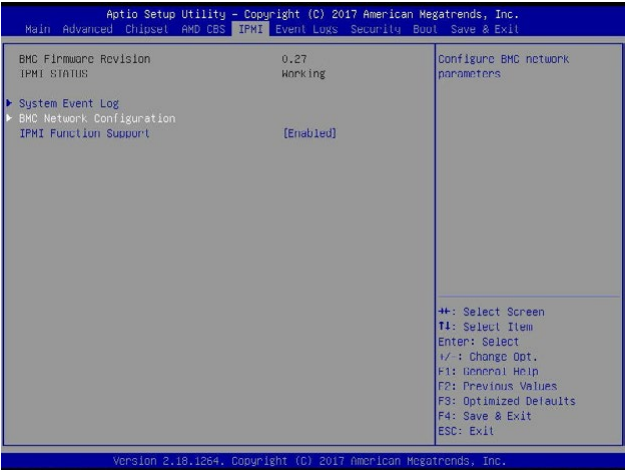 Aptio Setup Utility – Copyright (C) 2017 American Megatrends, Inc.
Main Advanced Chipset AMD CBS IPMI Event Logs Security Boot Save & Exit
BMC Firmware Revision 0.27
IPMI STATUS Working
System Event Log
BMC Network Configuration
IPMI Function Support [Enabled]
Configure BMC network
parameters
→←: Select Screen
↑↓: Select Item
Enter: Select
+/-: Change Opt.
F1: General Help
F2: Previous Values
F3: Optimized Defaults
F4: Save & Exit
ESC: Exit
Version 2.18.1264. Copyright (C) 2017 American Megatrends, Inc.